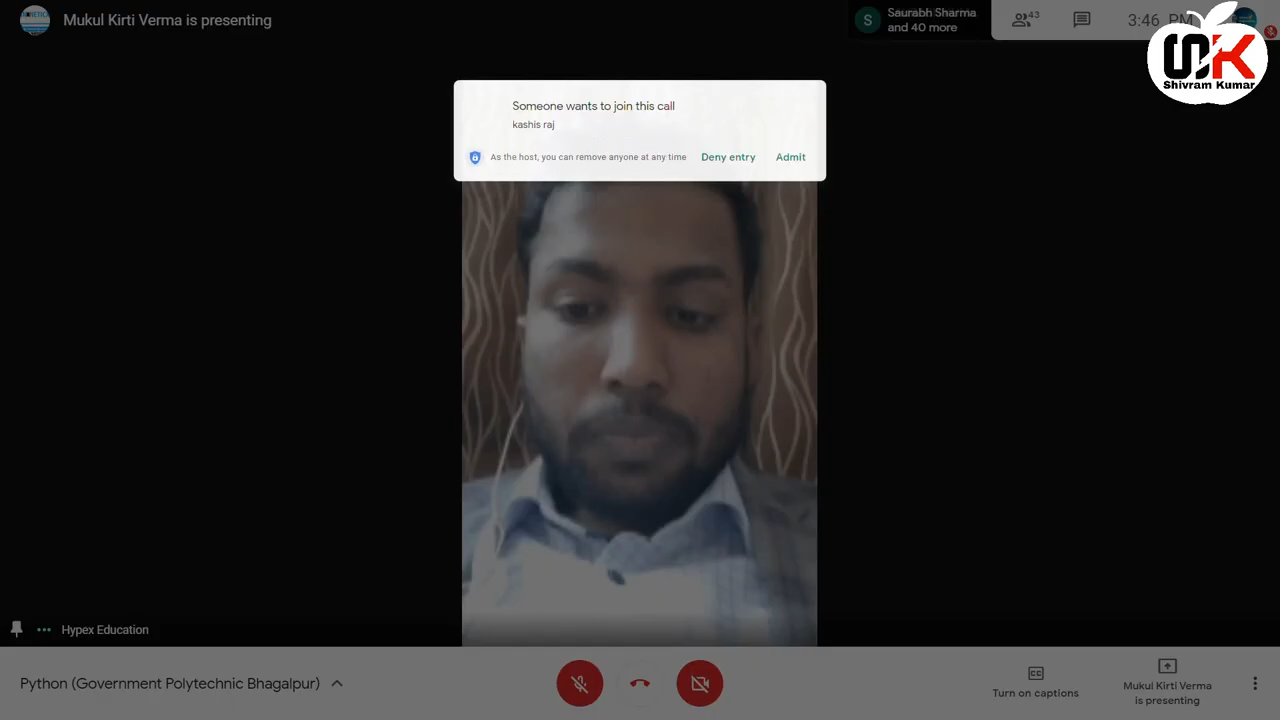 Mukul Kirti Verma is presenting
S
Saurabh Sharma
and 40 more
43
3:46 PM
SK
Shivram Kumar
Someone wants to join this call
kashis raj
As the host, you can remove anyone at any time
Deny entry
Admit
Hypex Education
Python (Government Polytechnic Bhagalpur)
CC
Turn on captions
Mukul Kirti Verma
is presenting